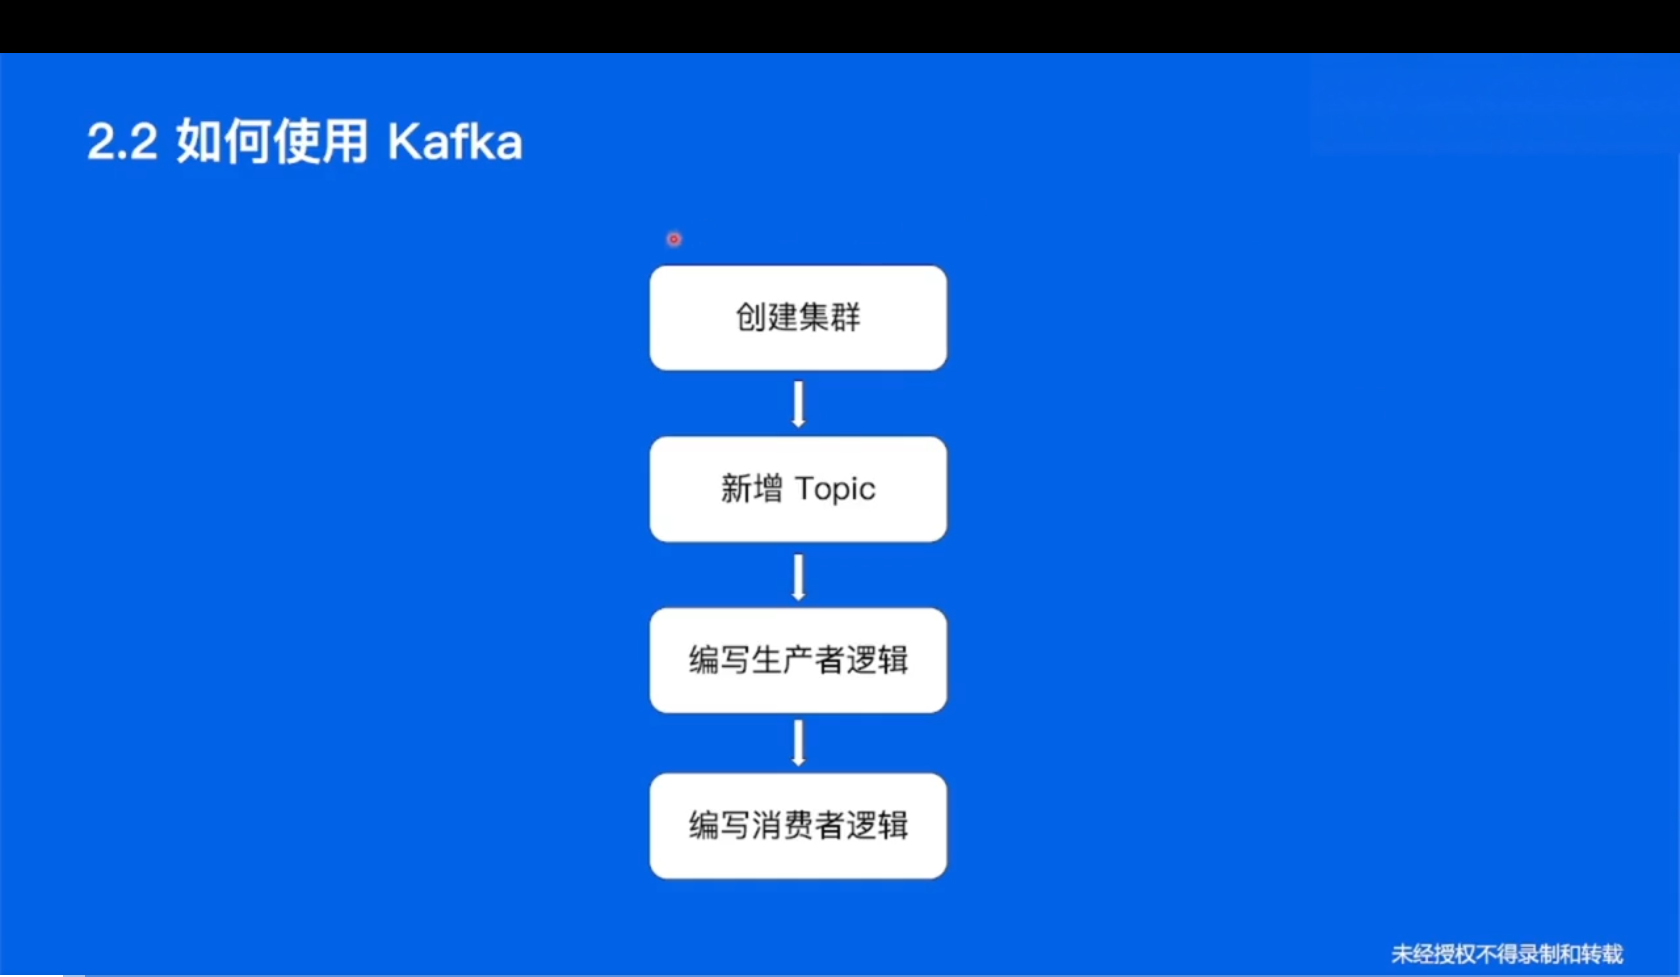 2.2 如何使用 Kafka
创建集群
新增 Topic
编写生产者逻辑
编写消费者逻辑
未经授权不得录制和转载